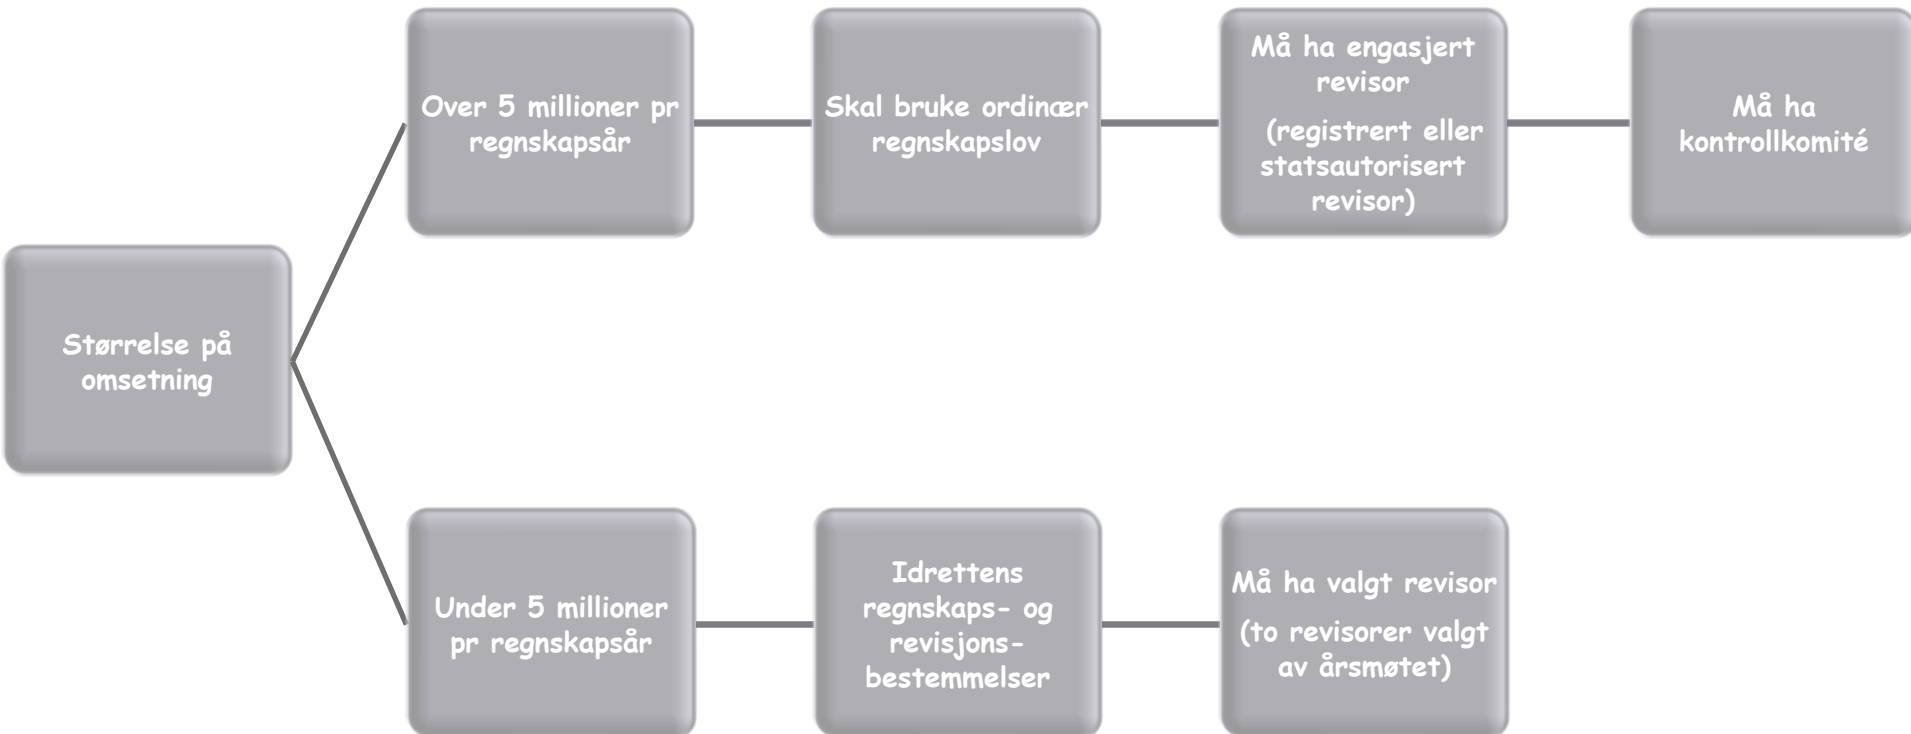 Størrelse på
omsetning
Over 5 millioner pr
regnskapsår
Skal bruke ordinær
regnskapslov
Må ha engasjert
revisor
(registrert eller
statsautorisert
revisor)
Må ha
kontrollkomité
Under 5 millioner
pr regnskapsår
Idrettens
regnskaps- og
revisjons-
bestemmelser
Må ha valgt revisor
(to revisorer valgt
av årsmøtet)